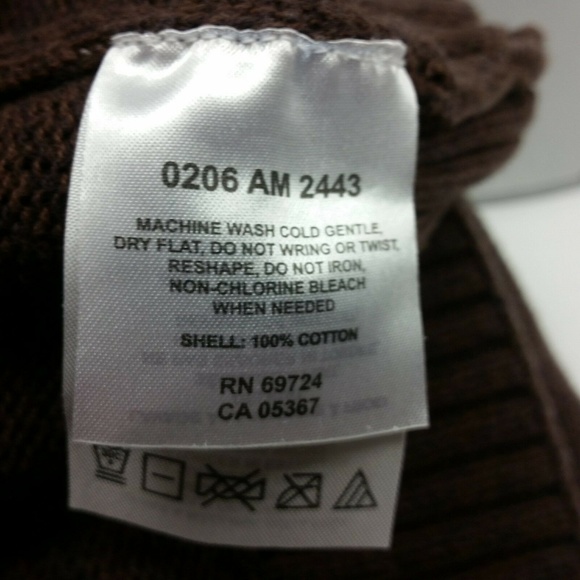 0206 AM 2443
MACHINE WASH COLD GENTLE,
DRY FLAT, DO NOT WRING OR TWIST,
RESHAPE, DO NOT IRON,
NON-CHLORINE BLEACH
WHEN NEEDED
SHELL: 100% COTTON
RN 69724
CA 05367